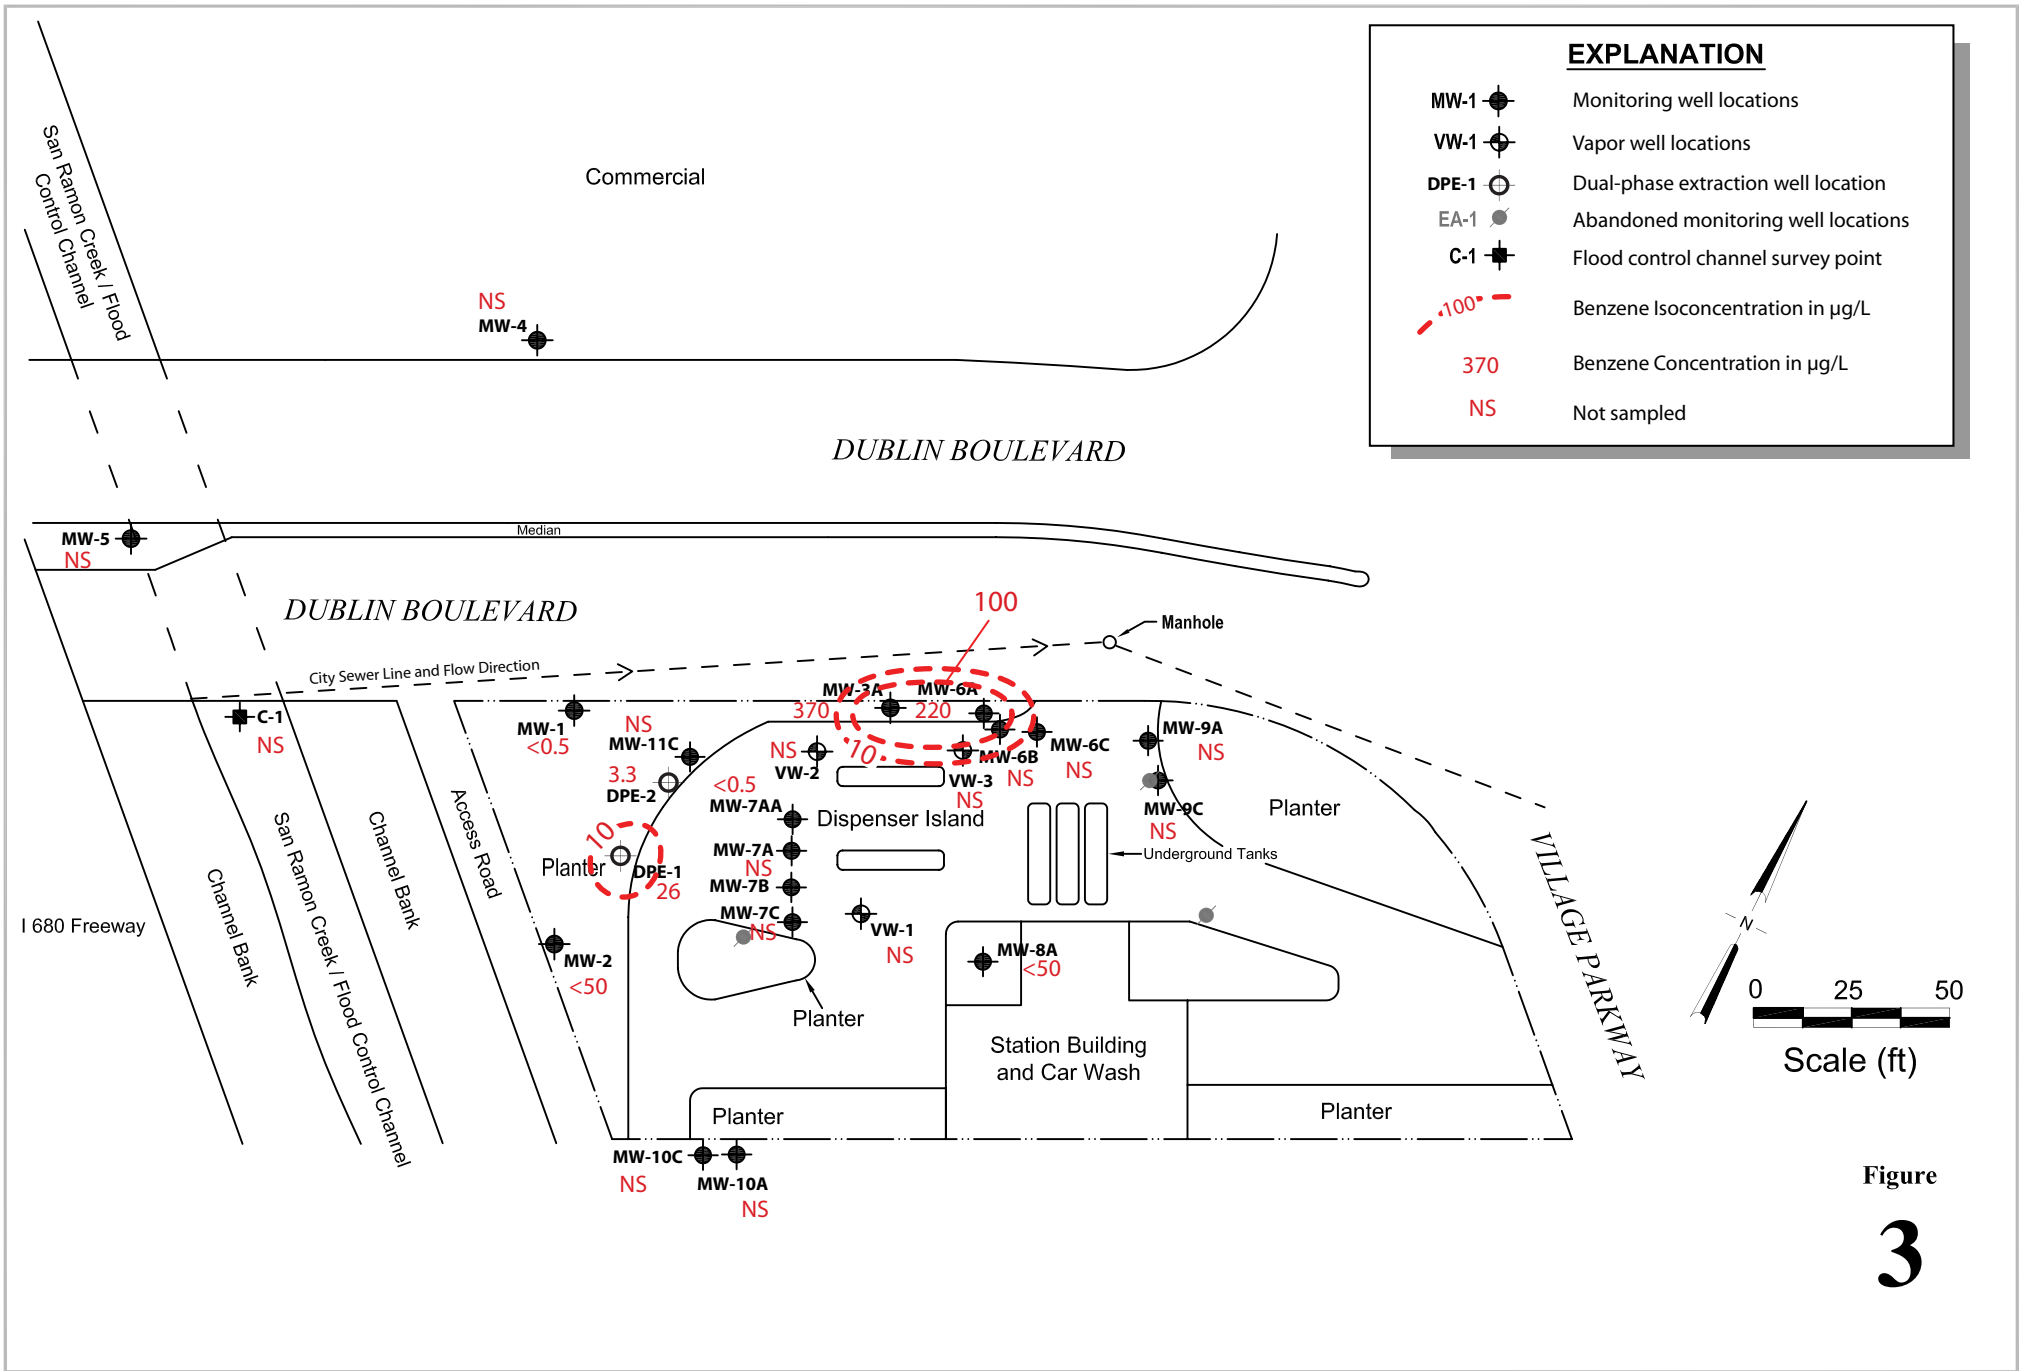 EXPLANATION
MW-1 Monitoring well locations
VW-1 Vapor well locations
DPE-1 Dual-phase extraction well location
EA-1 Abandoned monitoring well locations
C-1 Flood control channel survey point
100 Benzene Isoconcentration in µg/L
370 Benzene Concentration in µg/L
NS Not sampled
San Ramon Creek / Flood
Control Channel
Commercial
NS
MW-4
DUBLIN BOULEVARD
MW-5
NS
Median
DUBLIN BOULEVARD
100
Manhole
City Sewer Line and Flow Direction
C-1
NS
MW-1
<0.5
NS
MW-11C
3.3
DPE-2
MW-3A
370
MW-6A
220
10
NS
VW-2
VW-3
NS
MW-6B
NS
MW-6C
NS
MW-9A
NS
MW-9C
NS
<0.5
MW-7AA
Dispenser Island
MW-7A
NS
MW-7B
MW-7C
NS
VW-1
NS
10
Planter
DPE-1
26
MW-2
<50
Planter
Underground Tanks
Planter
MW-8A
<50
Station Building
and Car Wash
Planter
Planter
MW-10C
NS
MW-10A
NS
I 680 Freeway
Channel Bank
San Ramon Creek / Flood Control Channel
Channel Bank
Access Road
VILLAGE PARKWAY
N
0 25 50
Scale (ft)
Figure
3